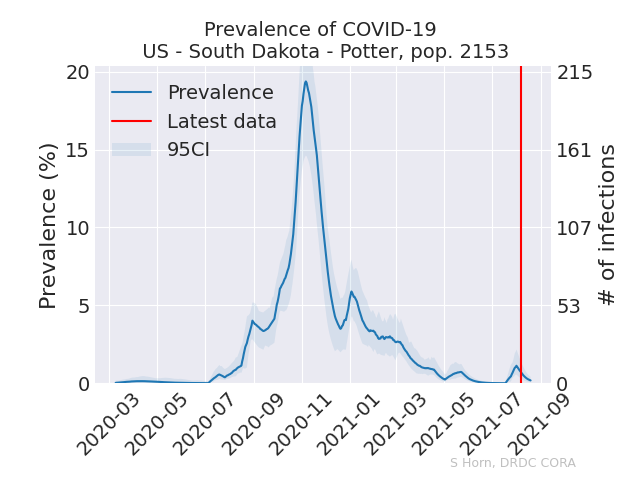 Prevalence of COVID-19
US - South Dakota - Potter, pop. 2153
Prevalence (%)
20
15
10
5
0
Prevalence
Latest data
95CI
215
161
107
53
0
# of infections
2020-03
2020-05
2020-07
2020-09
2020-11
2021-01
2021-03
2021-05
2021-07
2021-09
S Horn, DRDC CORA